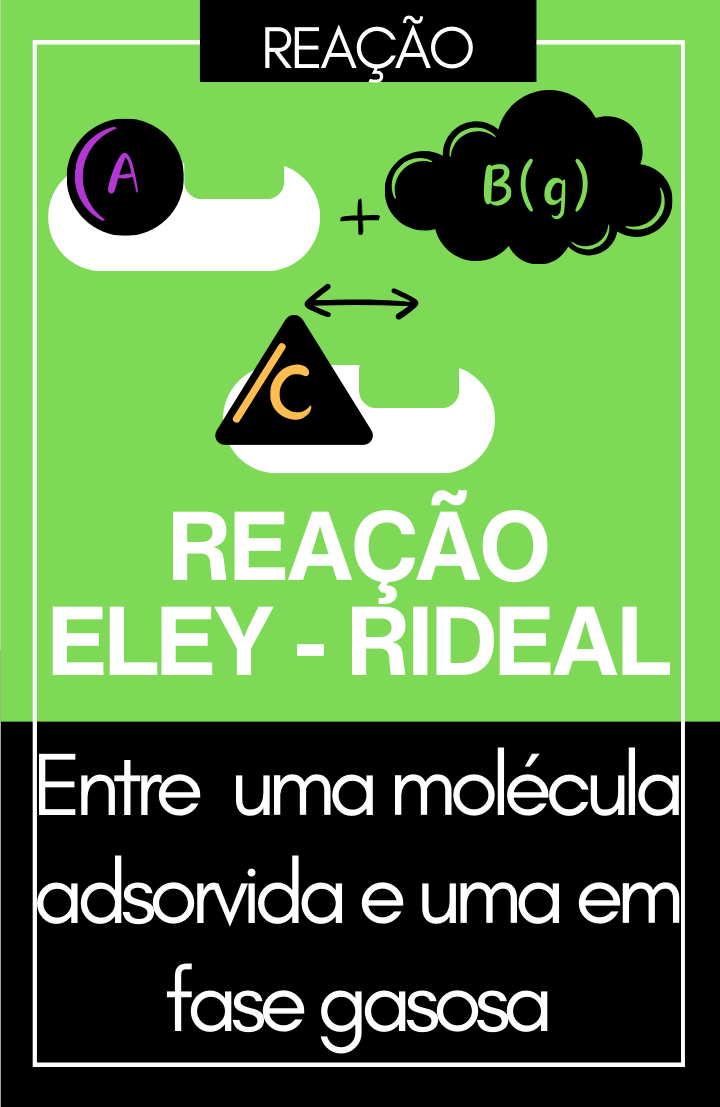 REAÇÃO
A + B(g)
C
REAÇÃO
ELEY - RIDEAL
Entre uma molécula
adsorvida e uma em
fase gasosa